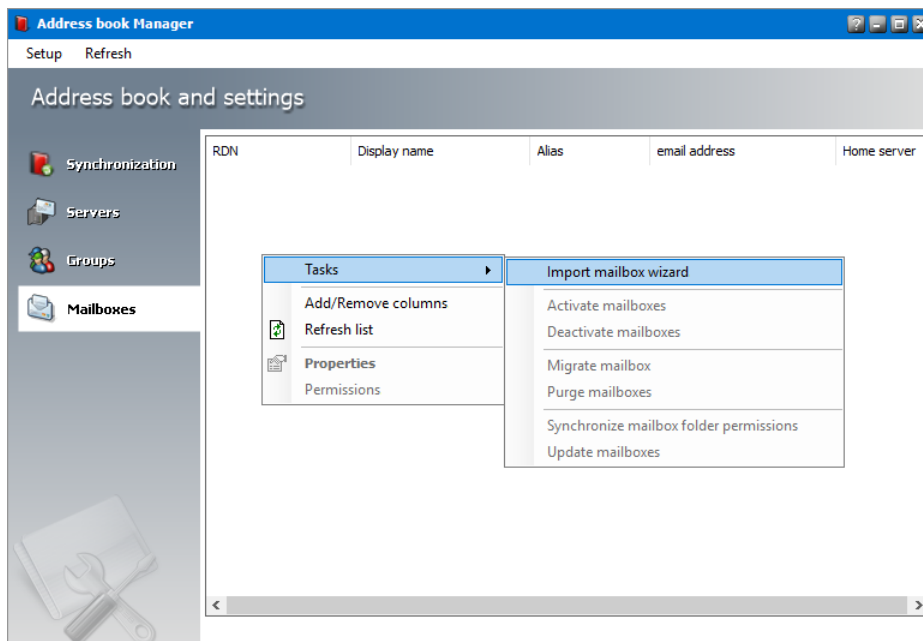 Address book Manager
Setup Refresh
Address book and settings
Synchronization
Servers
Groups
Mailboxes
RDN Display name Alias email address Home server
Tasks
Add/Remove columns
Refresh list
Properties
Permissions
Import mailbox wizard
Activate mailboxes
Deactivate mailboxes
Migrate mailbox
Purge mailboxes
Synchronize mailbox folder permissions
Update mailboxes